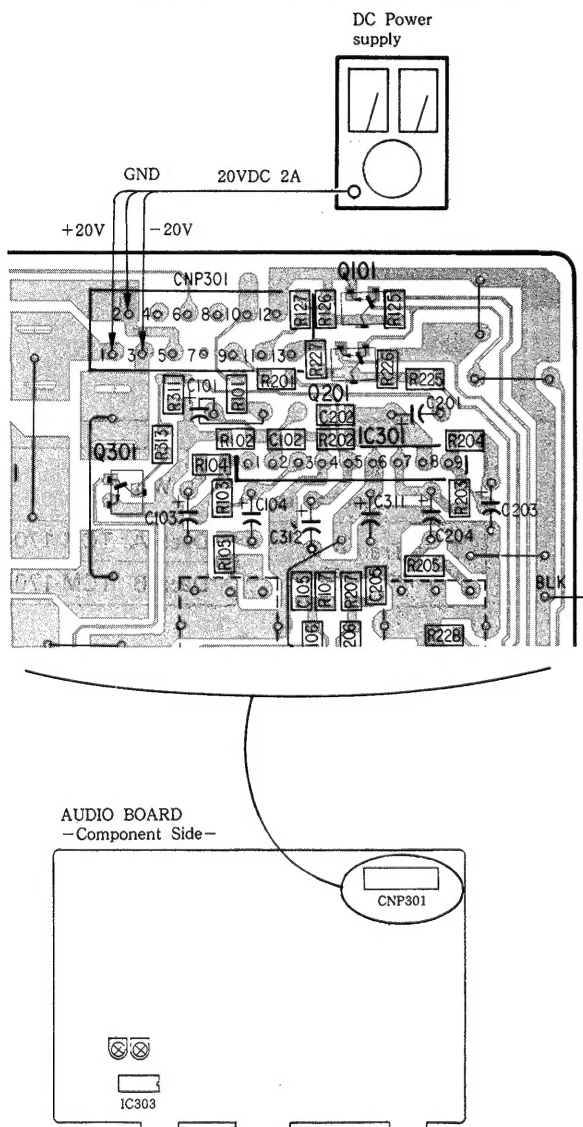 DC Power
supply
GND 20VDC 2A
+20V -20V
CNP301 Q101
2 4 6 8 10 12 R127 R126 R125
1 3 5 7 9 11 13 R227 R226
R311 C101 R101 R201 Q201 R225
C202 C201
Q301 R313 R102 C102 R202 IC301 R204
R104 1 2 3 4 5 6 7 8 9
C103 R103 C104 C312 C311 C204 R203 C203
R105 R205
C105 R107 R207 C205 BLK
R228
AUDIO BOARD
-Component Side-
CNP301
IC303